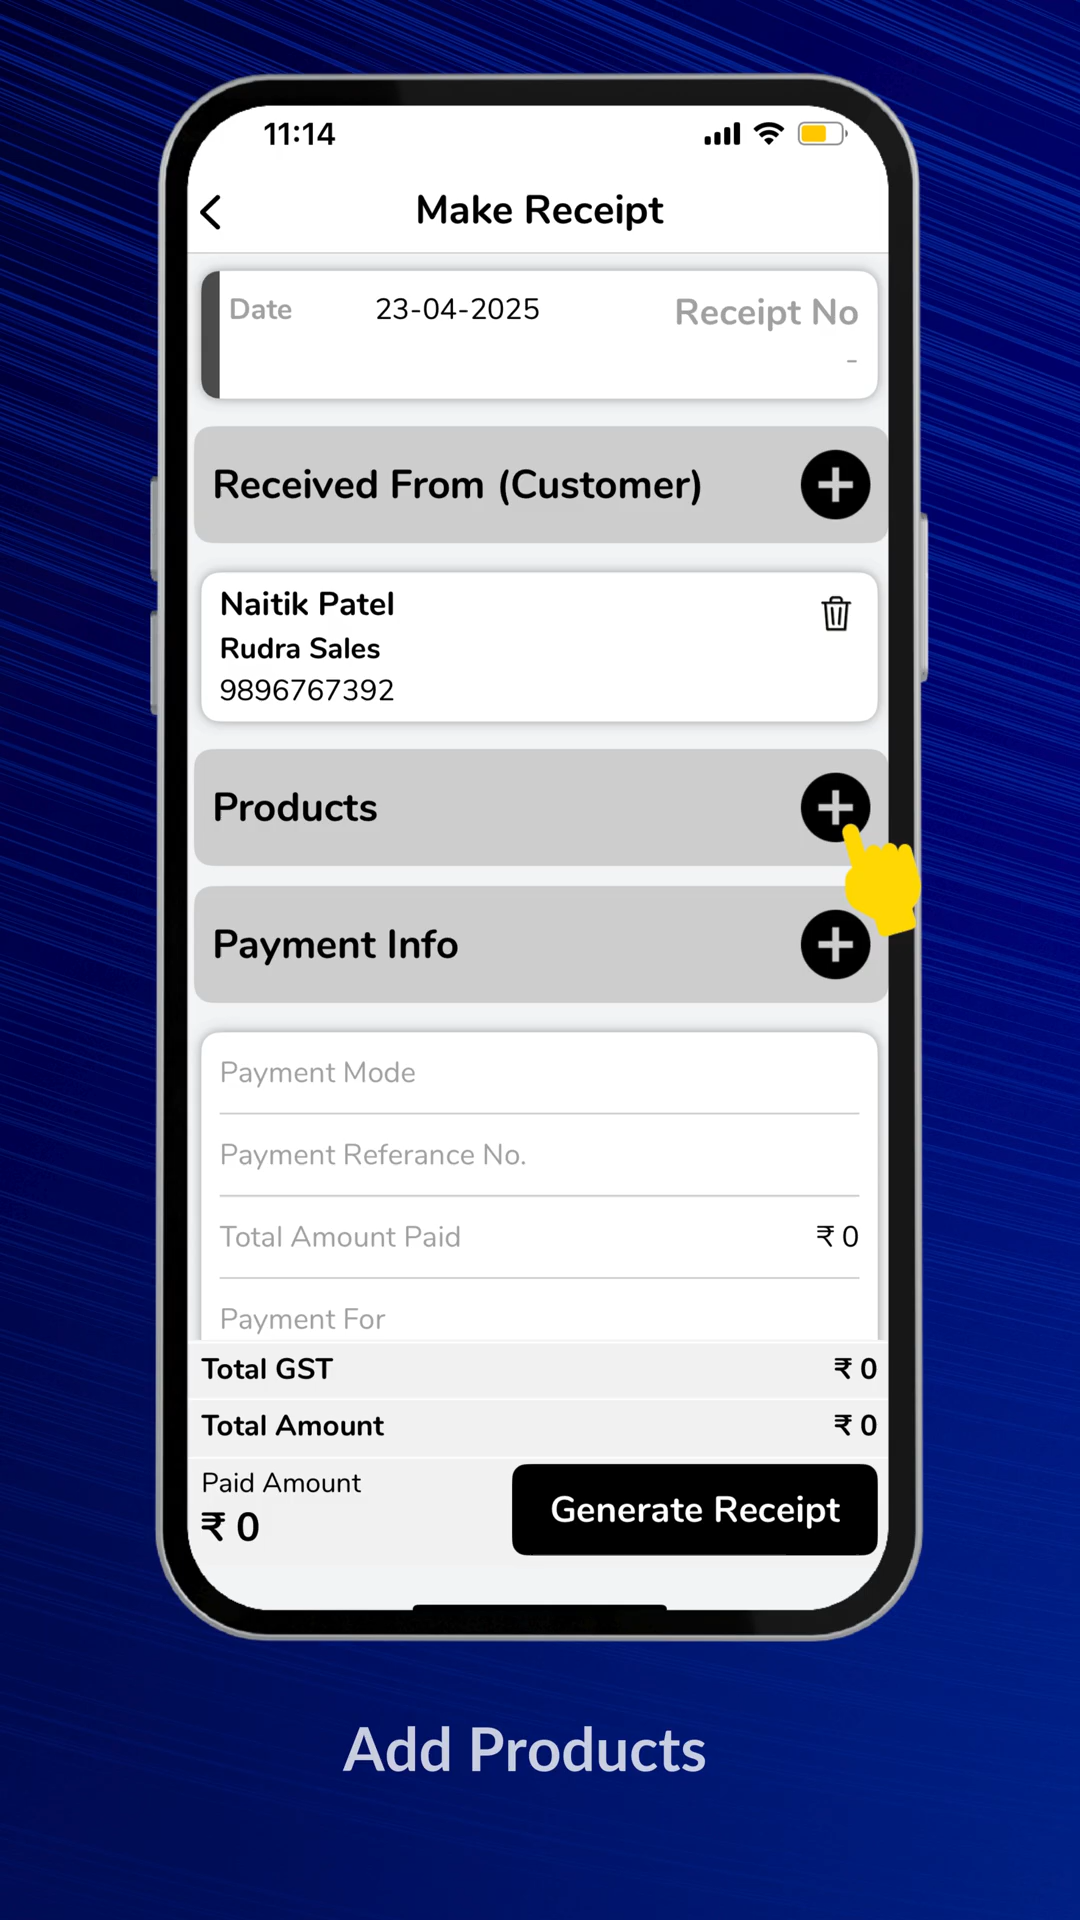 11:14
Make Receipt
Date 23-04-2025 Receipt No
-
Received From (Customer)
Naitik Patel
Rudra Sales
9896767392
Products
Payment Info
Payment Mode
Payment Referance No.
Total Amount Paid ₹ 0
Payment For
Total GST ₹ 0
Total Amount ₹ 0
Paid Amount
₹ 0
Generate Receipt
Add Products